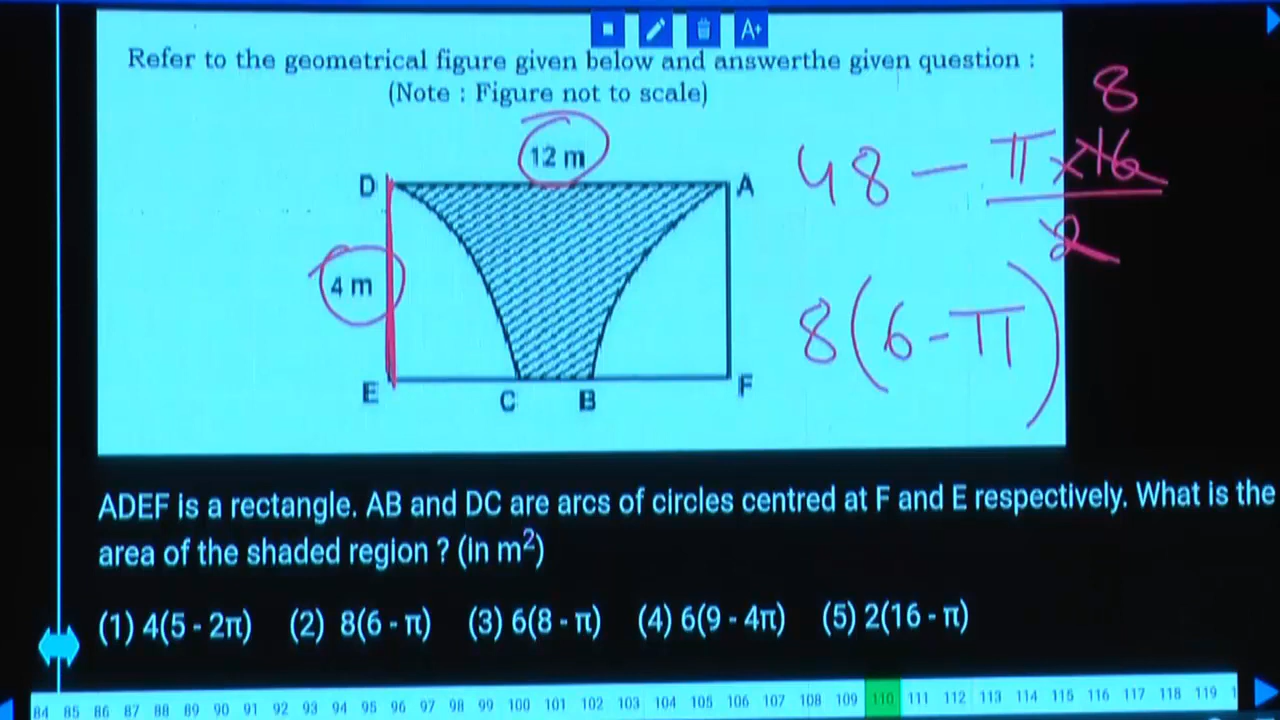 A+
Refer to the geometrical figure given below and answerthe given question :
(Note : Figure not to scale)
12 m
D
A
4 m
E
C
B
F
8
48 - π×16
2
8(6-π)
ADEF is a rectangle. AB and DC are arcs of circles centred at F and E respectively. What is the
area of the shaded region ? (In m²)
(1) 4(5 - 2π) (2) 8(6 - π) (3) 6(8 - π) (4) 6(9 - 4π) (5) 2(16 - π)
84 85 86 87 88 89 90 91 92 93 94 95 96 97 98 99 100 101 102 103 104 105 106 107 108 109 110 111 112 113 114 115 116 117 118 119 1